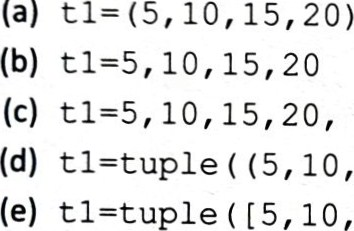 (a) t1=(5,10,15,20)
(b) t1=5,10,15,20
(c) t1=5,10,15,20,
(d) t1=tuple((5,10,
(e) t1=tuple([5,10,